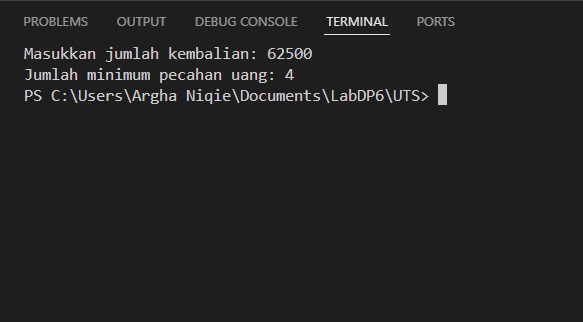 PROBLEMS OUTPUT DEBUG CONSOLE TERMINAL PORTS
Masukkan jumlah kembalian: 62500
Jumlah minimum pecahan uang: 4
PS C:\Users\Argha Niqie\Documents\LabDP6\UTS>